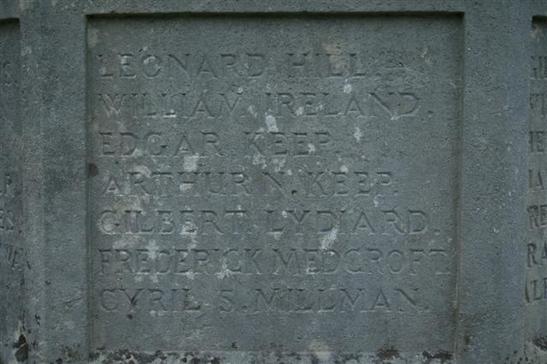 LEONARD HILL.
WILLIAM IRELAND.
EDGAR KEEP.
ARTHUR N. KEEP.
GILBERT LYDIARD.
FREDERICK MEDCROFT.
CYRIL S. MILLMAN.